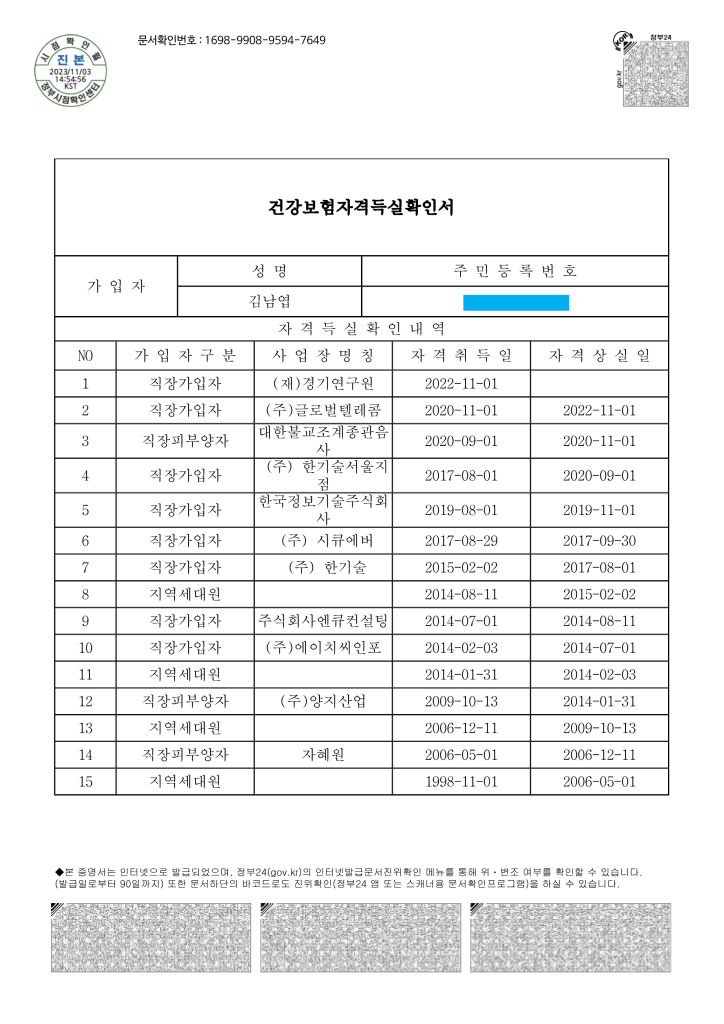 시 점 확 인 필
진 본
2023/11/03
14:54:56
KST
정부시점확인센터
문서확인번호 : 1698-9908-9594-7649
KOR
정부24
gov.kr
건강보험자격득실확인서
가 입 자
성 명
주 민 등 록 번 호
김남엽
자 격 득 실 확 인 내 역
NO 가 입 자 구 분 사 업 장 명 칭 자 격 취 득 일 자 격 상 실 일
1 직장가입자 (재)경기연구원 2022-11-01
2 직장가입자 (주)글로벌텔레콤 2020-11-01 2022-11-01
3 직장피부양자 대한불교조계종관음사 2020-09-01 2020-11-01
4 직장가입자 (주) 한기술서울지점 2017-08-01 2020-09-01
5 직장가입자 한국정보기술주식회사 2019-08-01 2019-11-01
6 직장가입자 (주) 시큐에버 2017-08-29 2017-09-30
7 직장가입자 (주) 한기술 2015-02-02 2017-08-01
8 지역세대원 2014-08-11 2015-02-02
9 직장가입자 주식회사엔큐컨설팅 2014-07-01 2014-08-11
10 직장가입자 (주)에이치씨인포 2014-02-03 2014-07-01
11 지역세대원 2014-01-31 2014-02-03
12 직장피부양자 (주)양지산업 2009-10-13 2014-01-31
13 지역세대원 2006-12-11 2009-10-13
14 직장피부양자 자혜원 2006-05-01 2006-12-11
15 지역세대원 1998-11-01 2006-05-01
◆본 증명서는 인터넷으로 발급되었으며, 정부24(gov.kr)의 인터넷발급문서진위확인 메뉴를 통해 위・변조 여부를 확인할 수 있습니다.
(발급일로부터 90일까지) 또한 문서하단의 바코드로도 진위확인(정부24 앱 또는 스캐너용 문서확인프로그램)을 하실 수 있습니다.